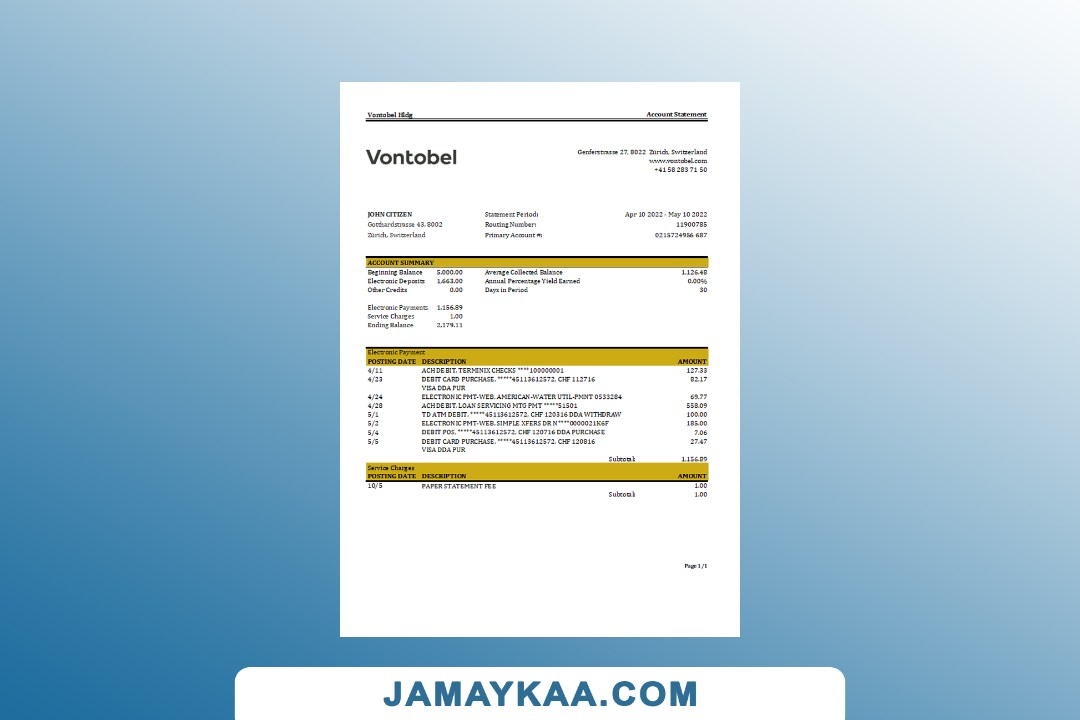 Vontobel Hldg Account Statement
Vontobel
Genferstrasse 27, 8022 Zürich, Switzerland
www.vontobel.com
+41 58 283 71 50
JOHN CITIZEN Statement Period: Apr 10 2022 - May 10 2022
Gotthardstrasse 43, 8002 Routing Number: 11900785
Zürich, Switzerland Primary Account #: 0215724956 687
ACCOUNT SUMMARY
Beginning Balance 5,000.00 Average Collected Balance 1,126.48
Electronic Deposits 1,663.00 Annual Percentage Yield Earned 0.00%
Other Credits 0.00 Days in Period 30
Electronic Payments 1,156.89
Service Charges 1.00
Ending Balance 2,179.11
Electronic Payment
POSTING DATE DESCRIPTION AMOUNT
4/11 ACH DEBIT, TERMINIX CHECKS ****100000001 127.33
4/23 DEBIT CARD PURCHASE, *****45113612572, CHF 112716 82.17
VISA DDA PUR
4/24 ELECTRONIC PMT-WEB, AMERICAN-WATER UTIL-PMNT 0533284 69.77
4/28 ACH DEBIT, LOAN SERVICING MTG PMT *****51501 558.09
5/1 TD ATM DEBIT, *****45113612572, CHF 120316 DDA WITHDRAW 100.00
5/2 ELECTRONIC PMT-WEB, SIMPLE XFERS DR N****0000021K6F 185.00
5/4 DEBIT POS, *****45113612572, CHF 120716 DDA PURCHASE 7.06
5/5 DEBIT CARD PURCHASE, *****45113612572, CHF 120816 27.47
VISA DDA PUR
Subtotal: 1,156.89
Service Charges
POSTING DATE DESCRIPTION AMOUNT
10/5 PAPER STATEMENT FEE 1.00
Subtotal: 1.00
Page 1/1
JAMAYKAA.COM